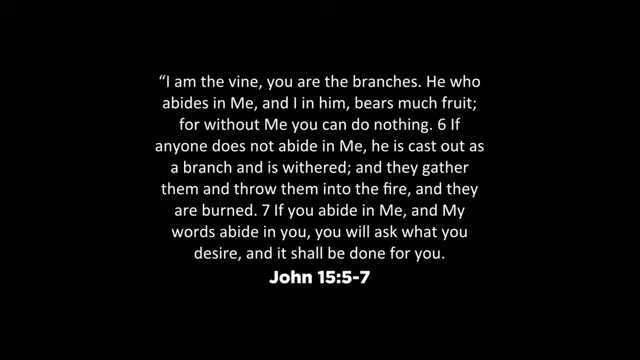 “I am the vine, you are the branches. He who
abides in Me, and I in him, bears much fruit;
for without Me you can do nothing. 6 If
anyone does not abide in Me, he is cast out as
a branch and is withered; and they gather
them and throw them into the fire, and they
are burned. 7 If you abide in Me, and My
words abide in you, you will ask what you
desire, and it shall be done for you.
John 15:5-7